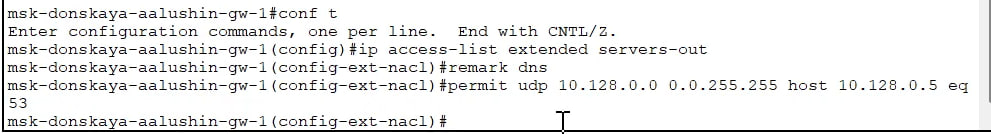 msk-donskaya-aalushin-gw-1#conf t
Enter configuration commands, one per line.  End with CNTL/Z.
msk-donskaya-aalushin-gw-1(config)#ip access-list extended servers-out
msk-donskaya-aalushin-gw-1(config-ext-nacl)#remark dns
msk-donskaya-aalushin-gw-1(config-ext-nacl)#permit udp 10.128.0.0 0.0.255.255 host 10.128.0.5 eq
53
msk-donskaya-aalushin-gw-1(config-ext-nacl)#